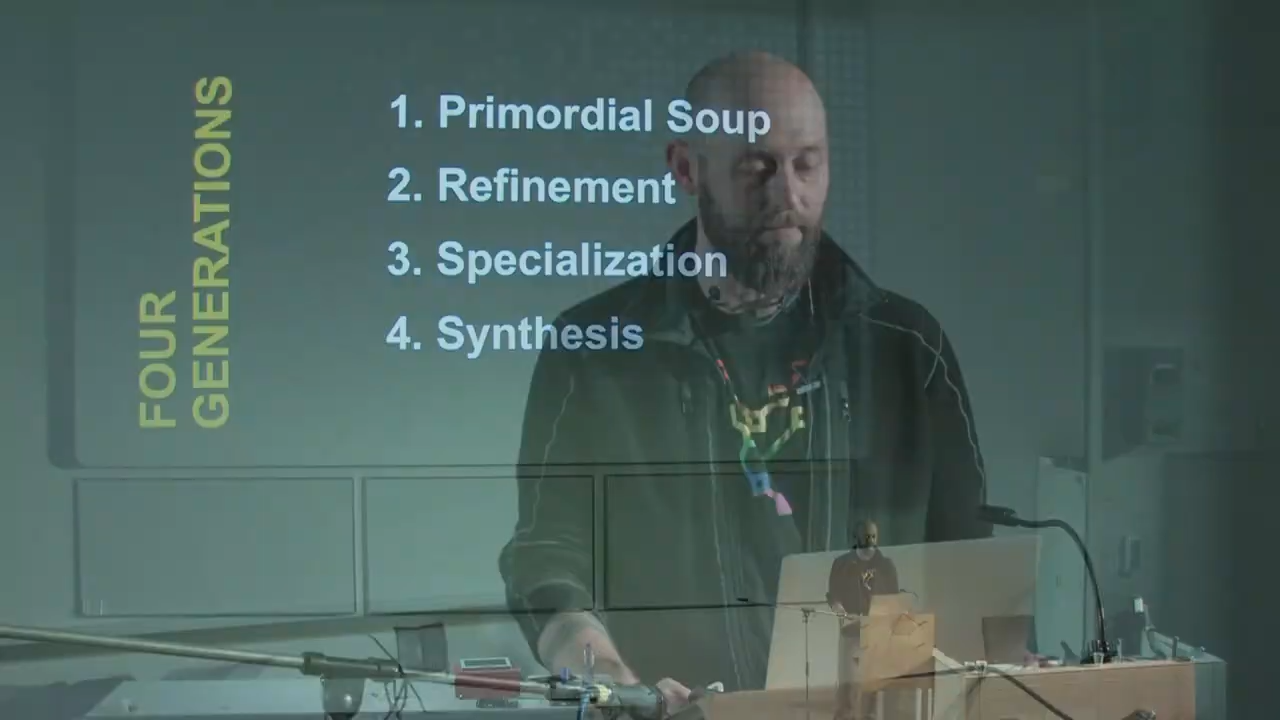 FOUR
GENERATIONS
1. Primordial Soup
2. Refinement
3. Specialization
4. Synthesis